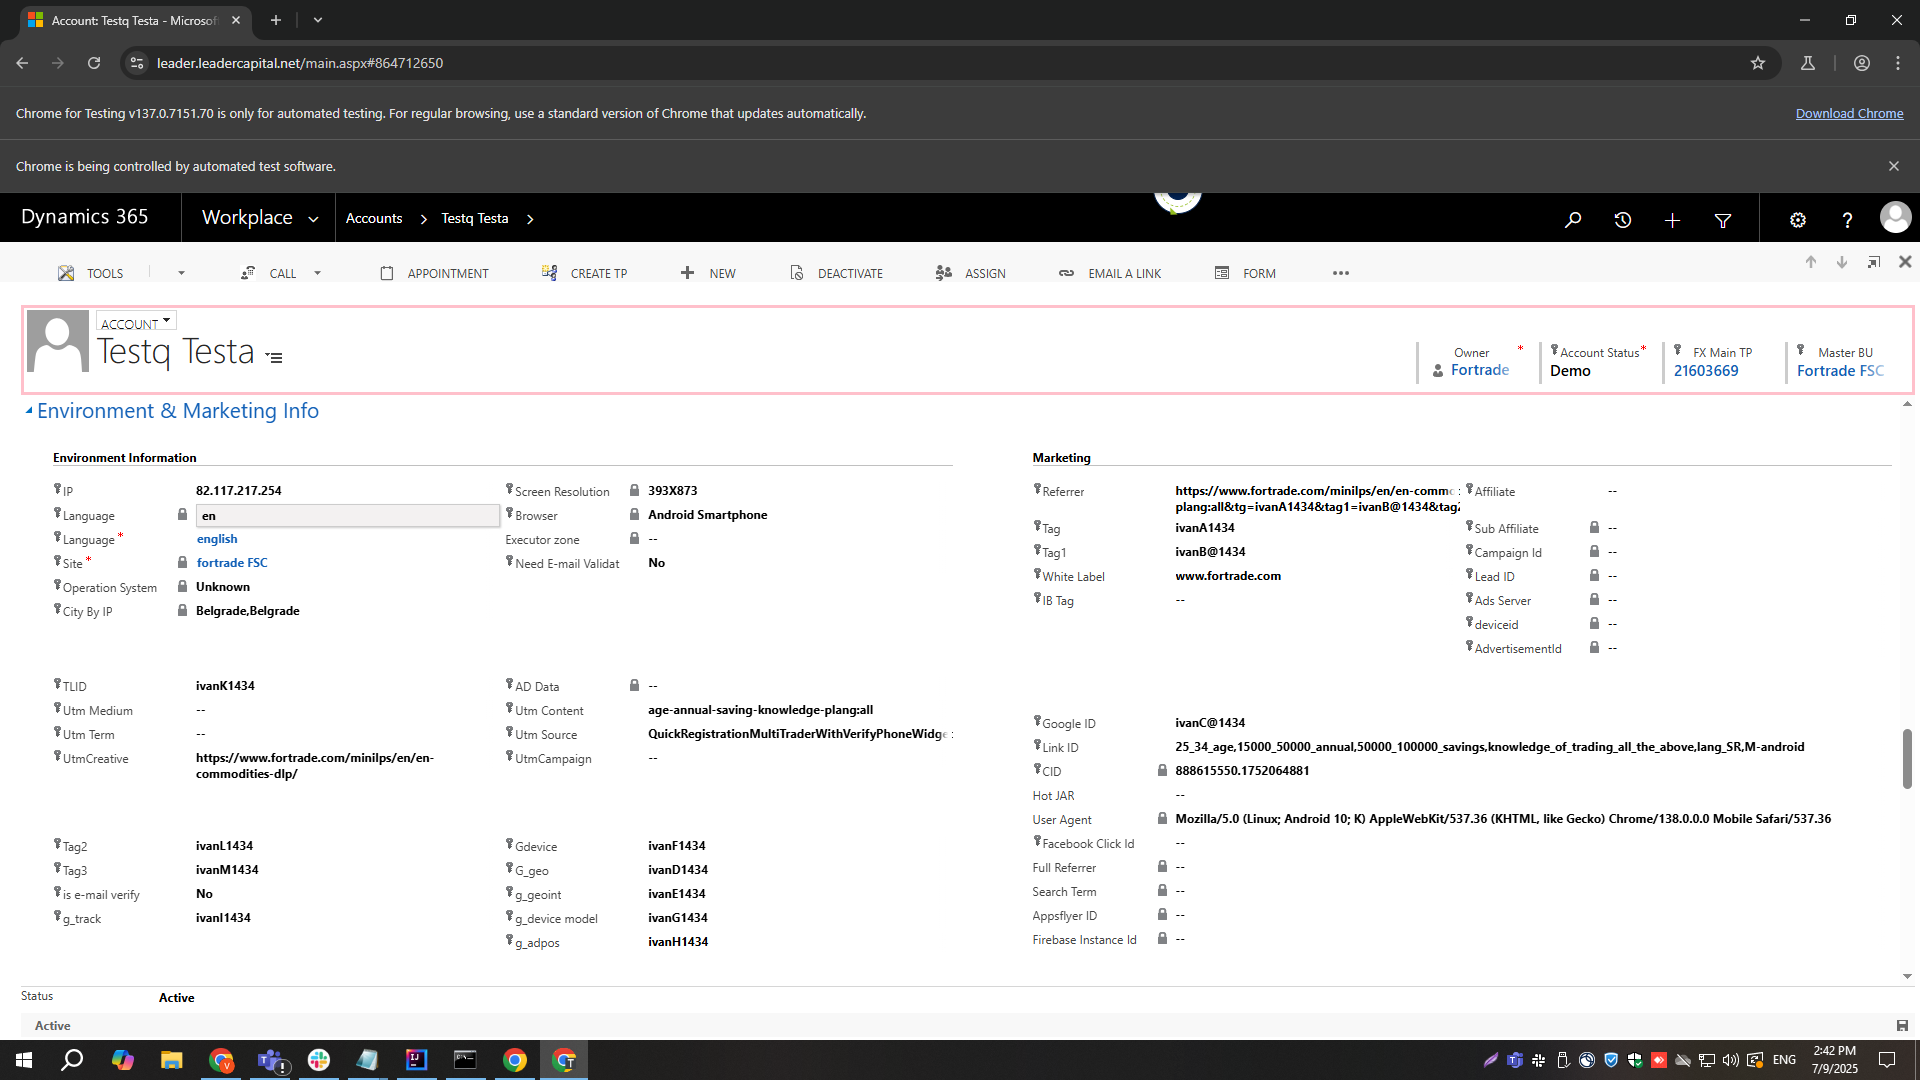 Account: Testq Testa - Microsof
leader.leadercapital.net/main.aspx#864712650
Chrome for Testing v137.0.7151.70 is only for automated testing. For regular browsing, use a standard version of Chrome that updates automatically.
Download Chrome
Chrome is being controlled by automated test software.
Dynamics 365
Workplace
Accounts
Testq Testa
TOOLS
CALL
APPOINTMENT
CREATE TP
NEW
DEACTIVATE
ASSIGN
EMAIL A LINK
FORM
ACCOUNT
Testq Testa
Owner *
Fortrade
Account Status *
Demo
FX Main TP
21603669
Master BU
Fortrade FSC
Environment & Marketing Info
Environment Information
IP 82.117.217.254
Language en
Language * english
Site * fortrade FSC
Operation System Unknown
City By IP Belgrade,Belgrade
Screen Resolution 393X873
Browser Android Smartphone
Executor zone --
Need E-mail Validat No
TLID ivanK1434
Utm Medium --
Utm Term --
UtmCreative https://www.fortrade.com/minilps/en/en-
commodities-dlp/
AD Data --
Utm Content age-annual-saving-knowledge-plang:all
Utm Source QuickRegistrationMultiTraderWithVerifyPhoneWidge
UtmCampaign --
Tag2 ivanL1434
Tag3 ivanM1434
is e-mail verify No
g_track ivanI1434
Gdevice ivanF1434
G_geo ivanD1434
g_geoint ivanE1434
g_device model ivanG1434
g_adpos ivanH1434
Marketing
Referrer https://www.fortrade.com/minilps/en/en-commo
plang:all&tg=ivanA1434&tag1=ivanB@1434&tag2
Tag ivanA1434
Tag1 ivanB@1434
White Label www.fortrade.com
IB Tag --
Affiliate --
Sub Affiliate --
Campaign Id --
Lead ID --
Ads Server --
deviceid --
AdvertisementId --
Google ID ivanC@1434
Link ID 25_34_age,15000_50000_annual,50000_100000_savings,knowledge_of_trading_all_the_above,lang_SR,M-android
CID 888615550.1752064881
Hot JAR --
User Agent Mozilla/5.0 (Linux; Android 10; K) AppleWebKit/537.36 (KHTML, like Gecko) Chrome/138.0.0.0 Mobile Safari/537.36
Facebook Click Id --
Full Referrer --
Search Term --
Appsflyer ID --
Firebase Instance Id --
Status Active
Active
ENG
2:42 PM
7/9/2025